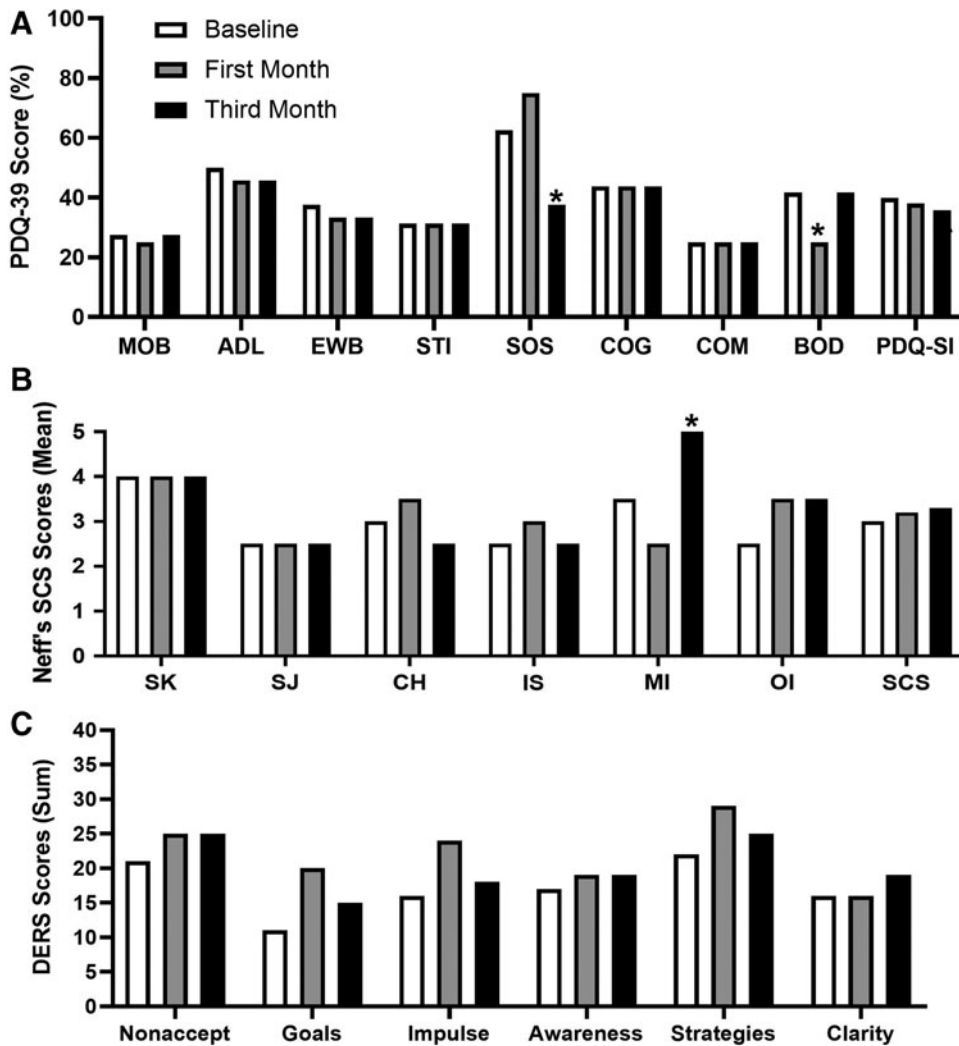 A
PDQ-39 Score (%)
100
80
60
40
20
0
Baseline
First Month
Third Month
*
*
MOB ADL EWB STI SOS COG COM BOD PDQ-SI
B
Neff's SCS Scores (Mean)
5
4
3
2
1
0
*
SK SJ CH IS MI OI SCS
C
DERS Scores (Sum)
40
35
30
25
20
15
10
5
0
Nonaccept Goals Impulse Awareness Strategies Clarity